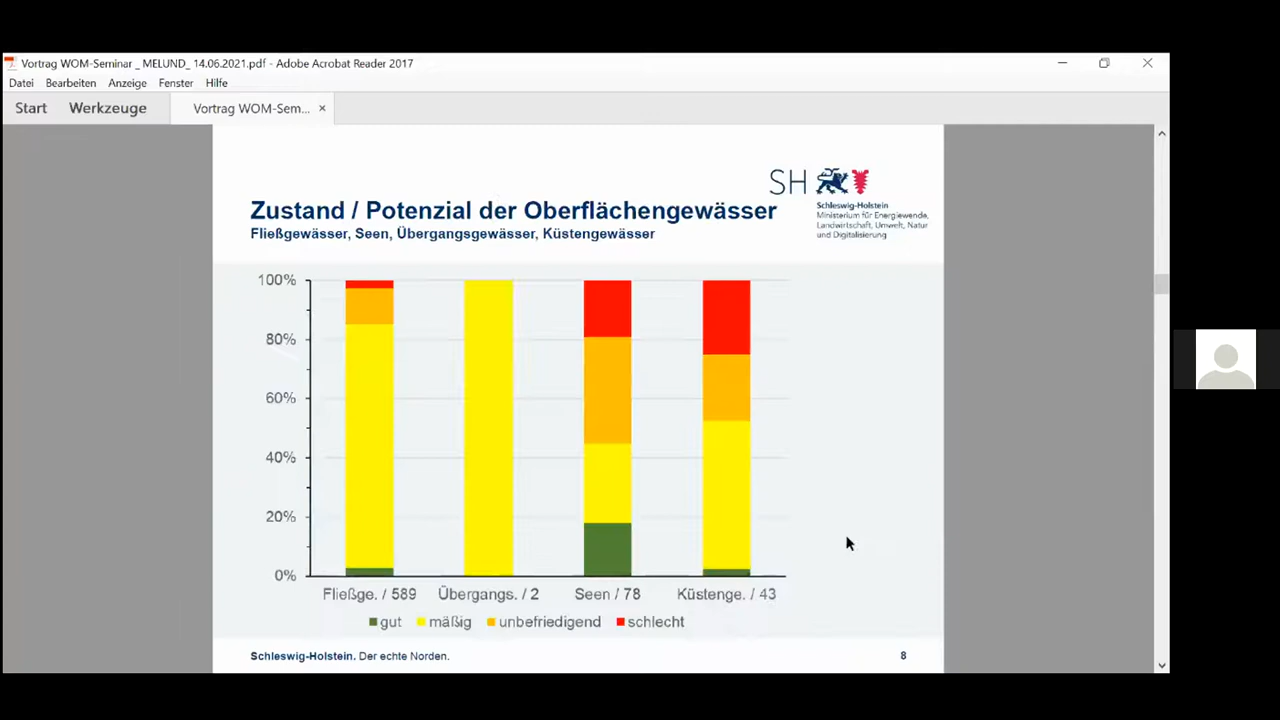 Vortrag WOM-Seminar _ MELUND_ 14.06.2021.pdf - Adobe Acrobat Reader 2017
Datei Bearbeiten Anzeige Fenster Hilfe
Start Werkzeuge Vortrag WOM-Sem... ×
SH
Schleswig-Holstein
Ministerium für Energiewende,
Landwirtschaft, Umwelt, Natur
und Digitalisierung
Zustand / Potenzial der Oberflächengewässer
Fließgewässer, Seen, Übergangsgewässer, Küstengewässer
100%
80%
60%
40%
20%
0%
Fließge. / 589 Übergangs. / 2 Seen / 78 Küstenge. / 43
gut mäßig unbefriedigend schlecht
Schleswig-Holstein. Der echte Norden. 8